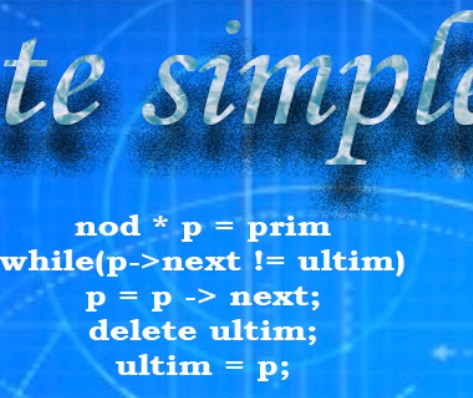 te simple
nod * p = prim
while(p->next != ultim)
p = p -> next;
delete ultim;
ultim = p;